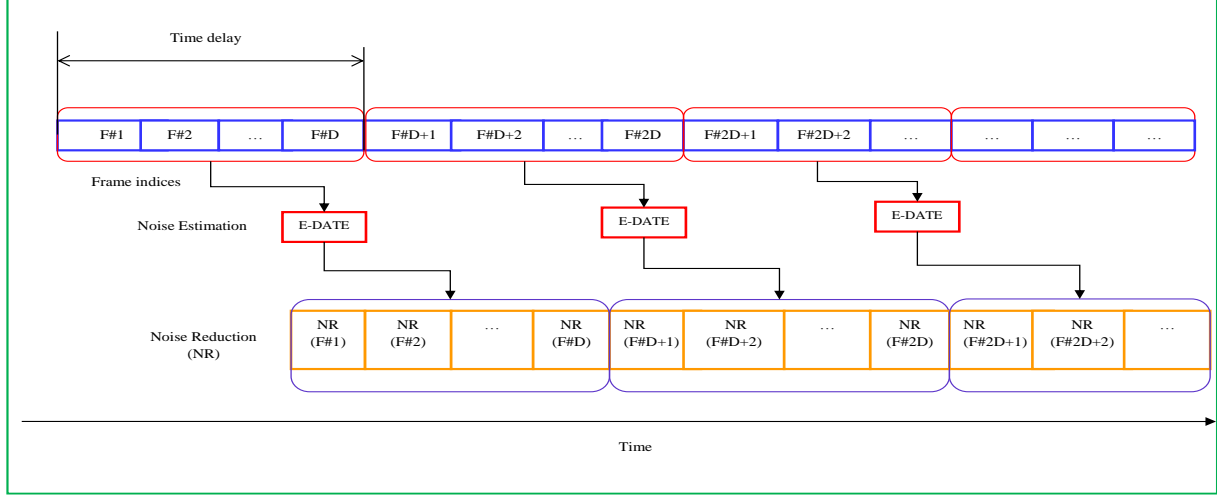 Time delay
F#1 F#2 … F#D F#D+1 F#D+2 … F#2D F#2D+1 F#2D+2 … … … …
Frame indices
Noise Estimation E-DATE E-DATE E-DATE
Noise Reduction
(NR)
NR
(F#1)
NR
(F#2)
…
NR
(F#D)
NR
(F#D+1)
NR
(F#D+2)
…
NR
(F#2D)
NR
(F#2D+1)
NR
(F#2D+2)
…
Time